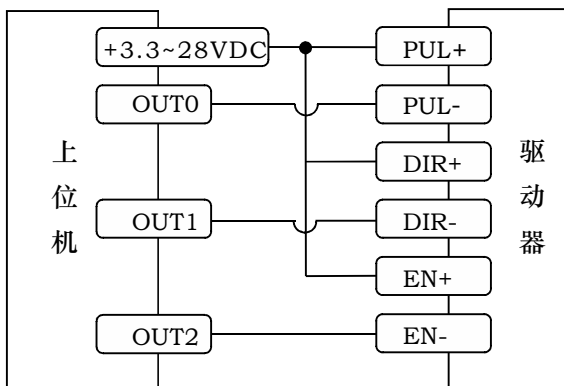 +3.3~28VDC
PUL+
OUT0
PUL-
DIR+
OUT1
DIR-
EN+
OUT2
EN-
上位机
驱动器